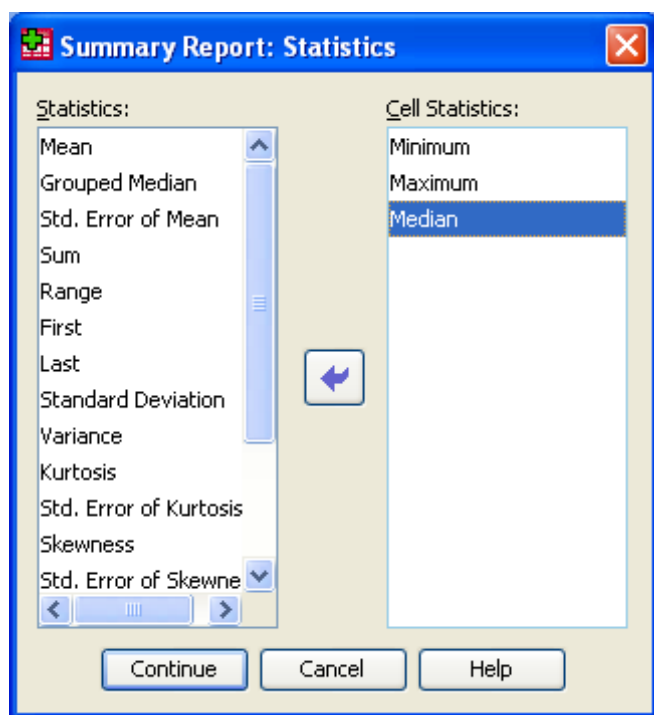 Summary Report: Statistics
Statistics:
Mean
Grouped Median
Std. Error of Mean
Sum
Range
First
Last
Standard Deviation
Variance
Kurtosis
Std. Error of Kurtosis
Skewness
Std. Error of Skewne
Cell Statistics:
Minimum
Maximum
Median
Continue
Cancel
Help